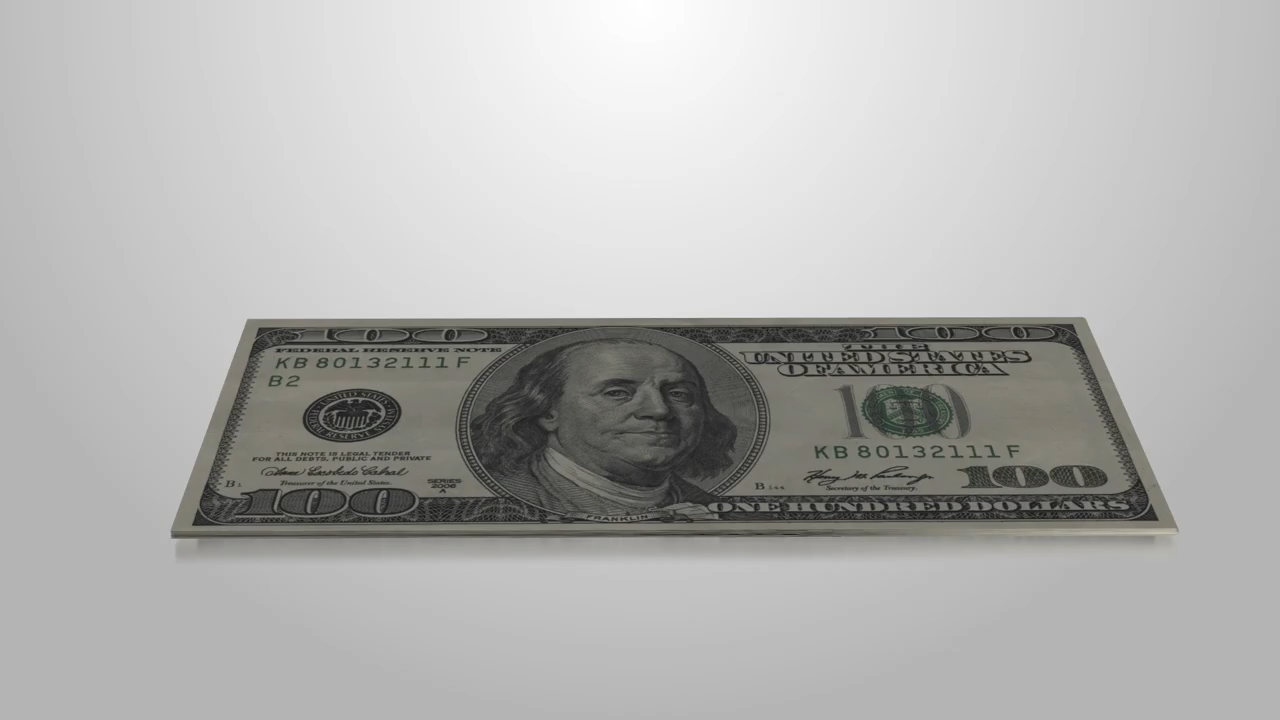 100 100
FEDERAL RESERVE NOTE
THE
UNITED STATES
OF AMERICA
KB 80132111 F
B2
100
KB 80132111 F
THIS NOTE IS LEGAL TENDER
FOR ALL DEBTS, PUBLIC AND PRIVATE
Treasurer of the United States.
SERIES
2006
A
Secretary of the Treasury.
100
100
FRANKLIN
ONE HUNDRED DOLLARS